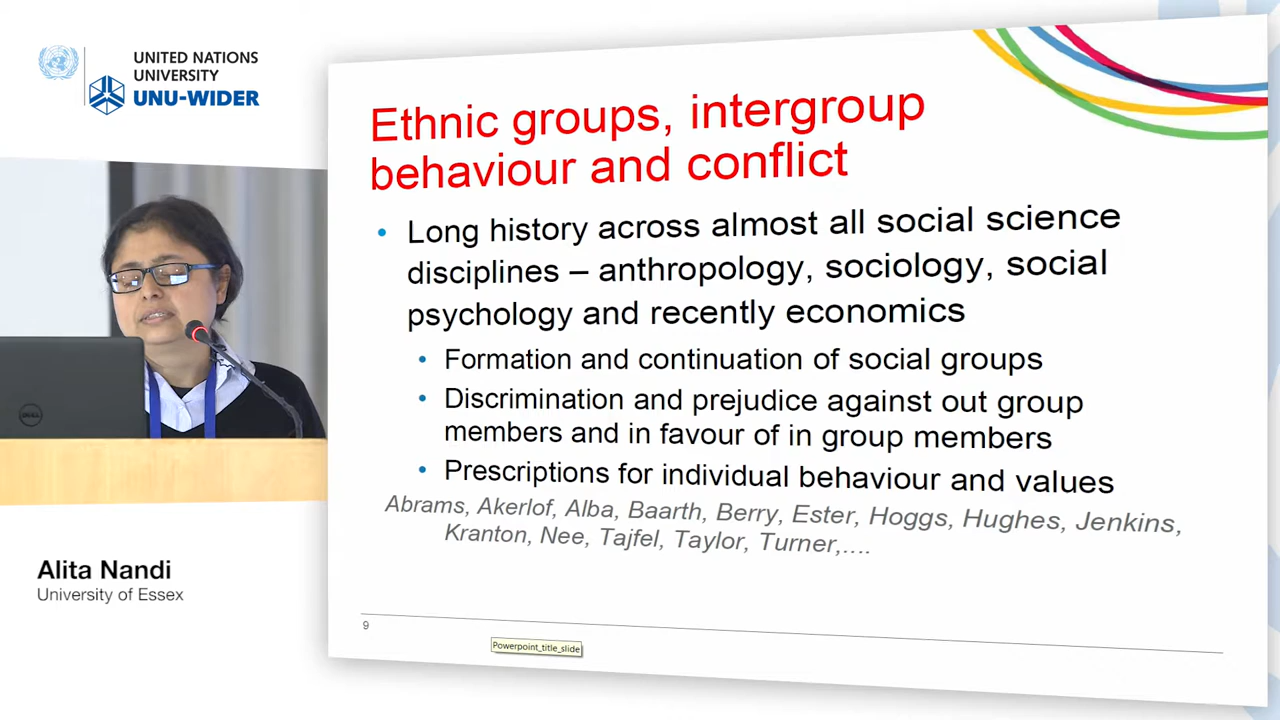 UNITED NATIONS
UNIVERSITY
UNU-WIDER
Ethnic groups, intergroup
behaviour and conflict
• Long history across almost all social science
disciplines – anthropology, sociology, social
psychology and recently economics
• Formation and continuation of social groups
• Discrimination and prejudice against out group
members and in favour of in group members
• Prescriptions for individual behaviour and values
Abrams, Akerlof, Alba, Baarth, Berry, Ester, Hoggs, Hughes, Jenkins,
Kranton, Nee, Tajfel, Taylor, Turner,....
9
Powerpoint_title_slide
DELL
Alita Nandi
University of Essex